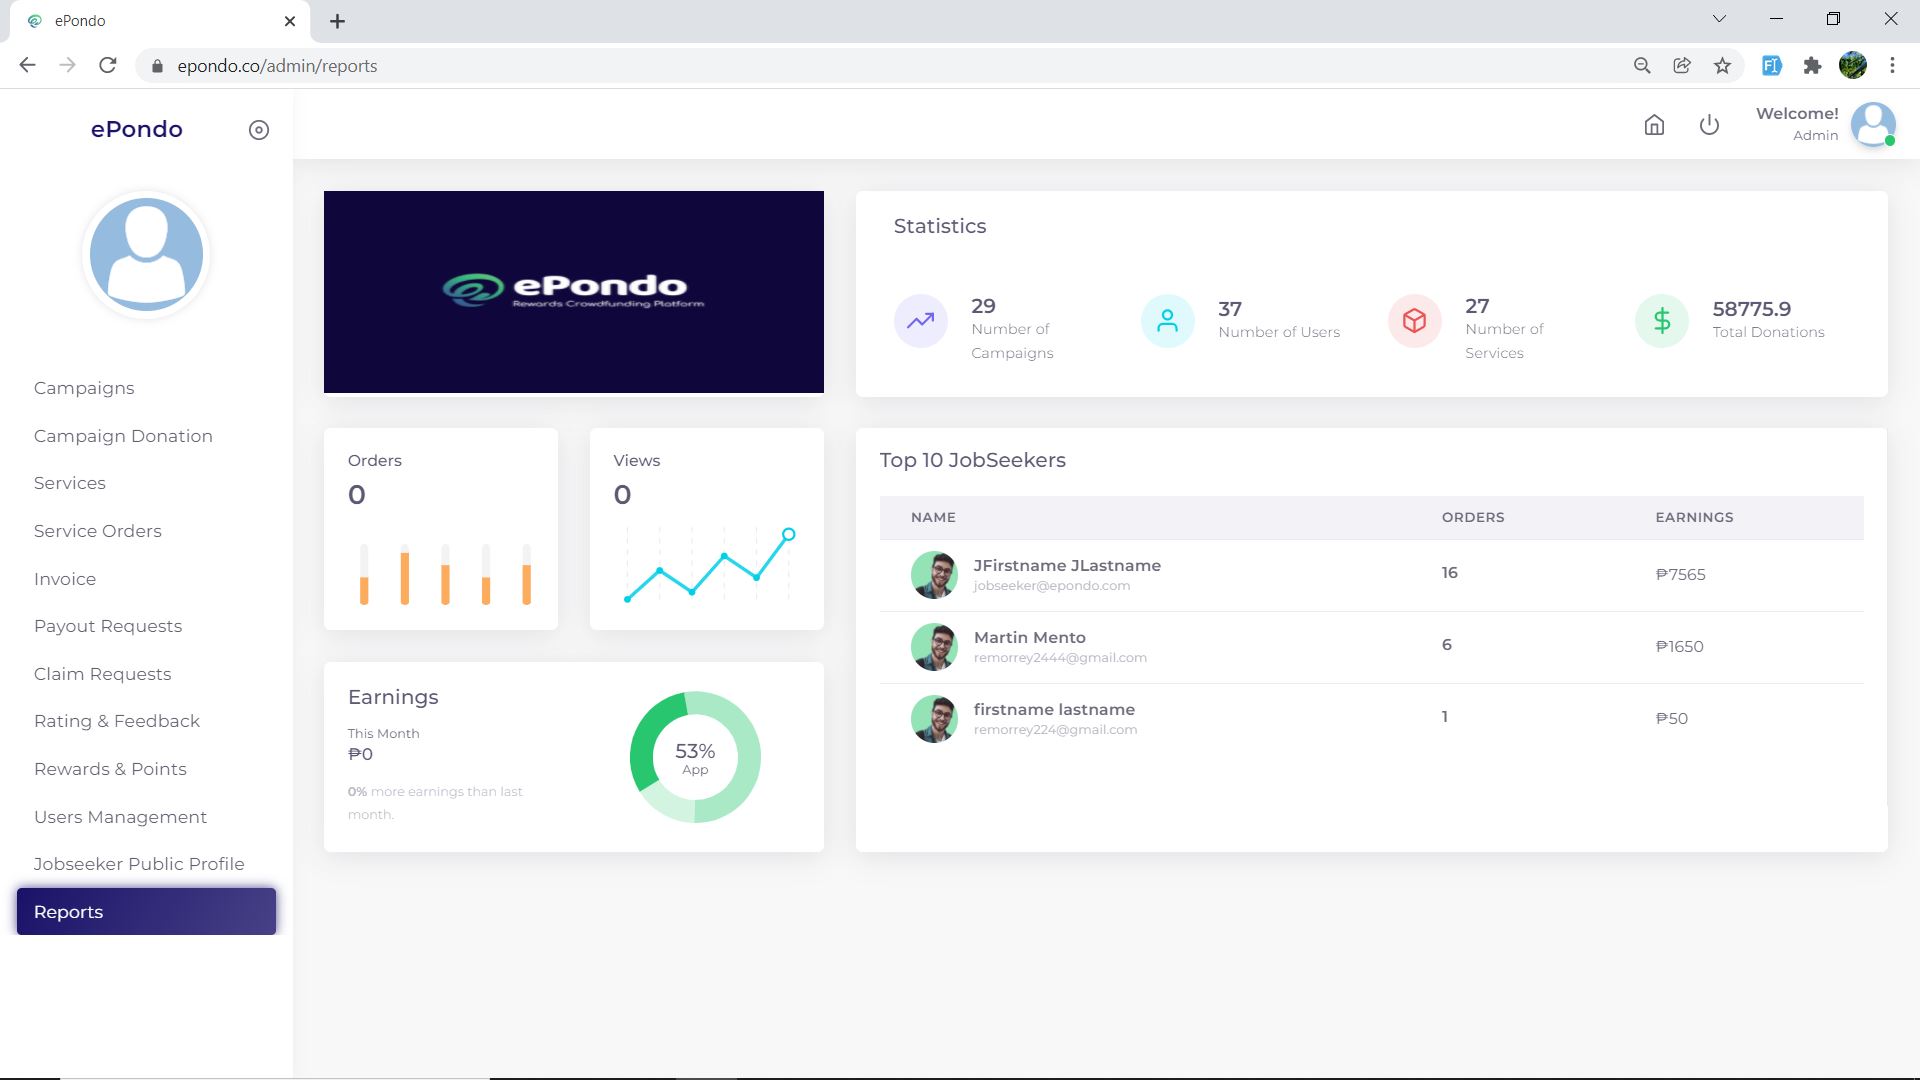 ePondo
epondo.co/admin/reports
ePondo
Welcome!
Admin
Campaigns
Campaign Donation
Services
Service Orders
Invoice
Payout Requests
Claim Requests
Rating & Feedback
Rewards & Points
Users Management
Jobseeker Public Profile
Reports
ePondo
Rewards Crowdfunding Platform
Statistics
29
Number of
Campaigns
37
Number of Users
27
Number of
Services
58775.9
Total Donations
Orders
0
Views
0
Earnings
This Month
₱0
0% more earnings than last
month.
53%
App
Top 10 JobSeekers
NAME ORDERS EARNINGS
JFirstname JLastname
jobseeker@epondo.com
16
₱7565
Martin Mento
remorrey2444@gmail.com
6
₱1650
firstname lastname
remorrey224@gmail.com
1
₱50